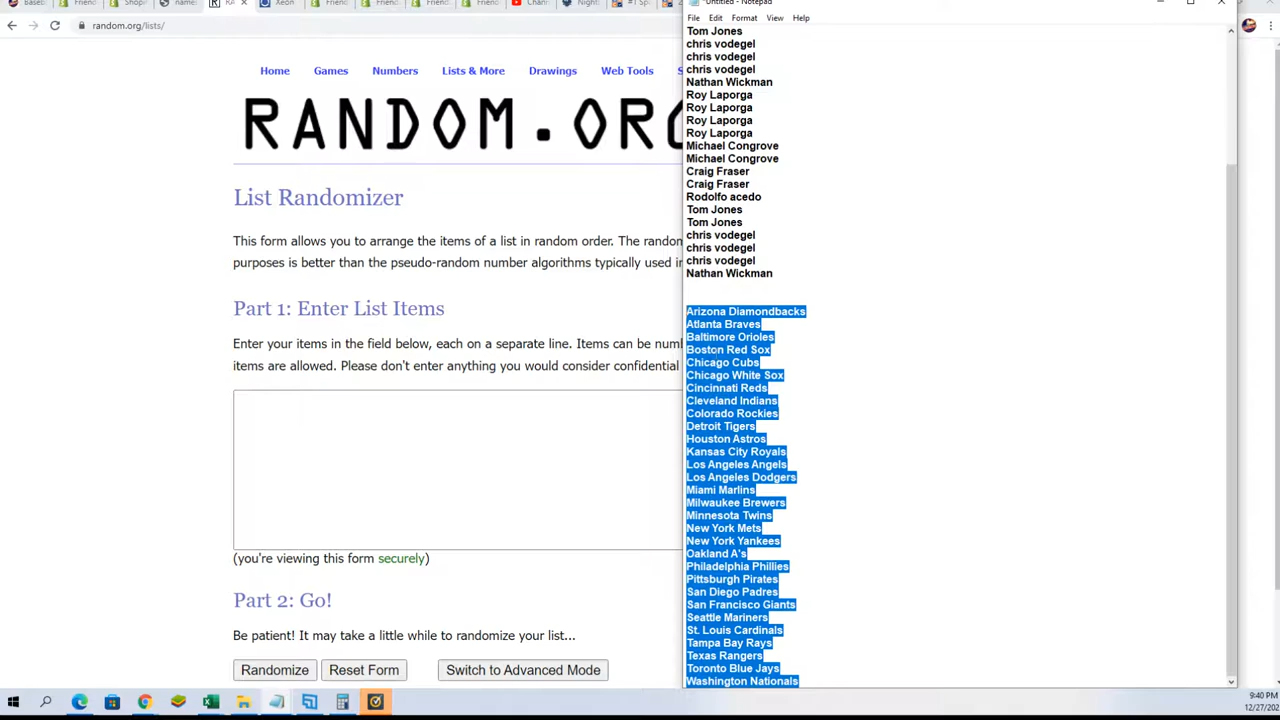 *Untitled - Notepad
random.org/lists/
File Edit Format View Help
Home Games Numbers Lists & More Drawings Web Tools
RANDOM.ORG
List Randomizer
This form allows you to arrange the items of a list in random order. The random
purposes is better than the pseudo-random number algorithms typically used i
Part 1: Enter List Items
Enter your items in the field below, each on a separate line. Items can be num
items are allowed. Please don't enter anything you would consider confidential
(you're viewing this form securely)
Part 2: Go!
Be patient! It may take a little while to randomize your list...
Randomize Reset Form Switch to Advanced Mode
Tom Jones
chris vodegel
chris vodegel
chris vodegel
Nathan Wickman
Roy Laporga
Roy Laporga
Roy Laporga
Roy Laporga
Michael Congrove
Michael Congrove
Craig Fraser
Craig Fraser
Rodolfo acedo
Tom Jones
Tom Jones
chris vodegel
chris vodegel
chris vodegel
Nathan Wickman
Arizona Diamondbacks
Atlanta Braves
Baltimore Orioles
Boston Red Sox
Chicago Cubs
Chicago White Sox
Cincinnati Reds
Cleveland Indians
Colorado Rockies
Detroit Tigers
Houston Astros
Kansas City Royals
Los Angeles Angels
Los Angeles Dodgers
Miami Marlins
Milwaukee Brewers
Minnesota Twins
New York Mets
New York Yankees
Oakland A's
Philadelphia Phillies
Pittsburgh Pirates
San Diego Padres
San Francisco Giants
Seattle Mariners
St. Louis Cardinals
Tampa Bay Rays
Texas Rangers
Toronto Blue Jays
Washington Nationals
9:40 PM
12/27/202